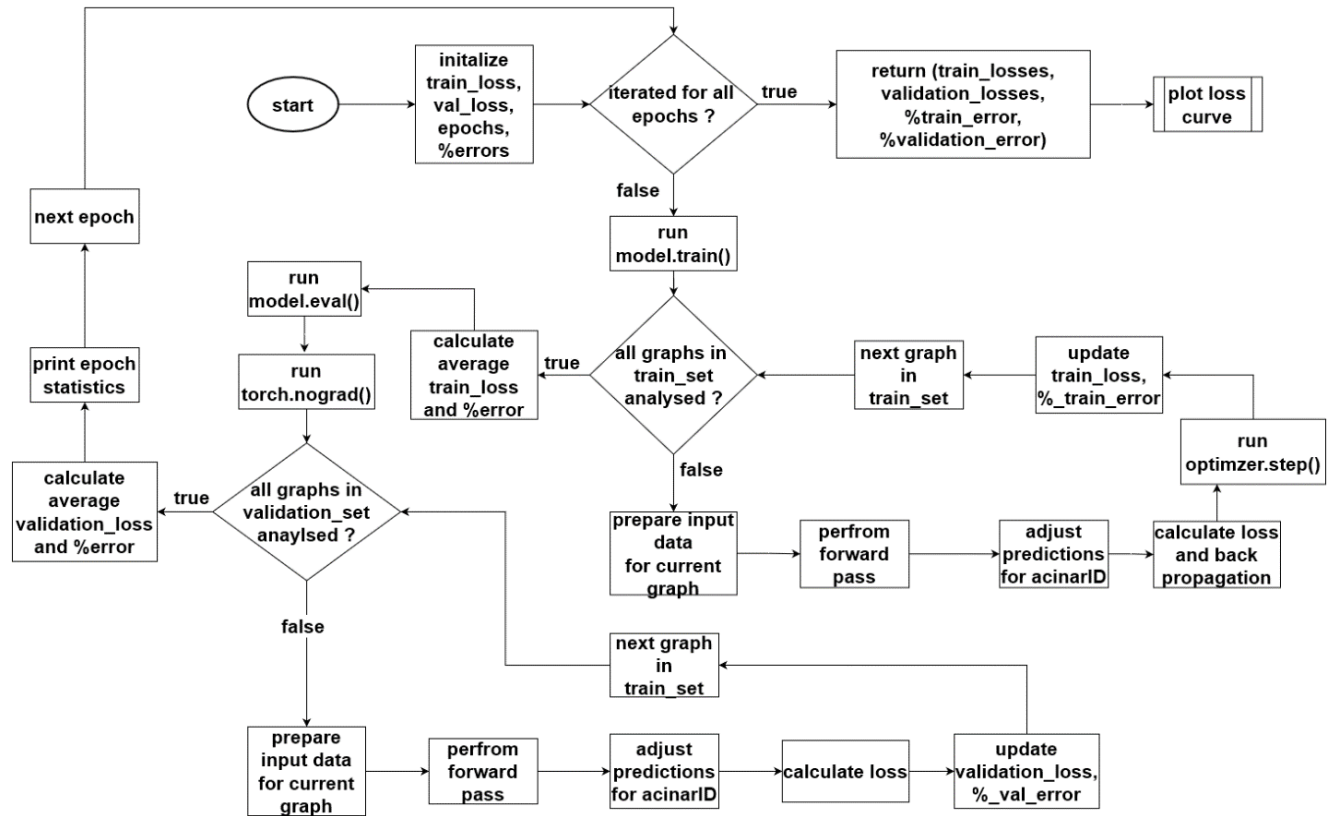 start
initalize
train_loss,
val_loss,
epochs,
%errors
iterated for all
epochs ?
true
return (train_losses,
validation_losses,
%train_error,
%validation_error)
plot loss
curve
false
run
model.train()
all graphs in
train_set
analysed ?
false
prepare input
data
for current
graph
perfrom
forward
pass
adjust
predictions
for acinarID
calculate loss
and back
propagation
run
optimzer.step()
update
train_loss,
%_train_error
next graph
in
train_set
true
calculate
average
train_loss
and %error
run
model.eval()
run
torch.nograd()
all graphs in
validation_set
anaylsed ?
false
prepare
input data
for current
graph
perfrom
forward
pass
adjust
predictions
for acinarID
calculate loss
update
validation_loss,
%_val_error
next graph
in
train_set
true
calculate
average
validation_loss
and %error
print epoch
statistics
next epoch